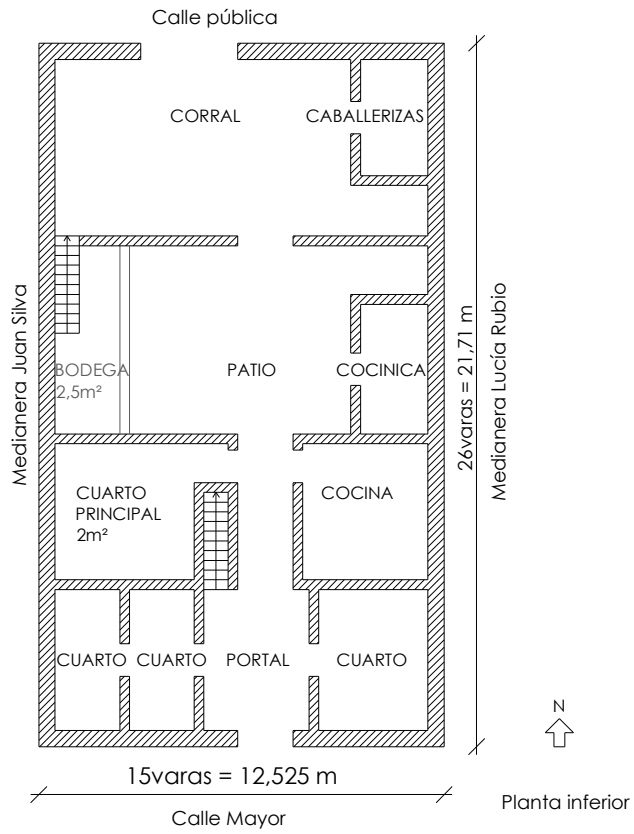 Calle pública
CORRAL
CABALLERIZAS
Medianera Juan Silva
BODEGA
2,5m²
PATIO
COCINICA
26varas = 21,71 m
Medianera Lucía Rubio
CUARTO
PRINCIPAL
2m²
COCINA
CUARTO
CUARTO
PORTAL
CUARTO
N
15varas = 12,525 m
Calle Mayor
Planta inferior